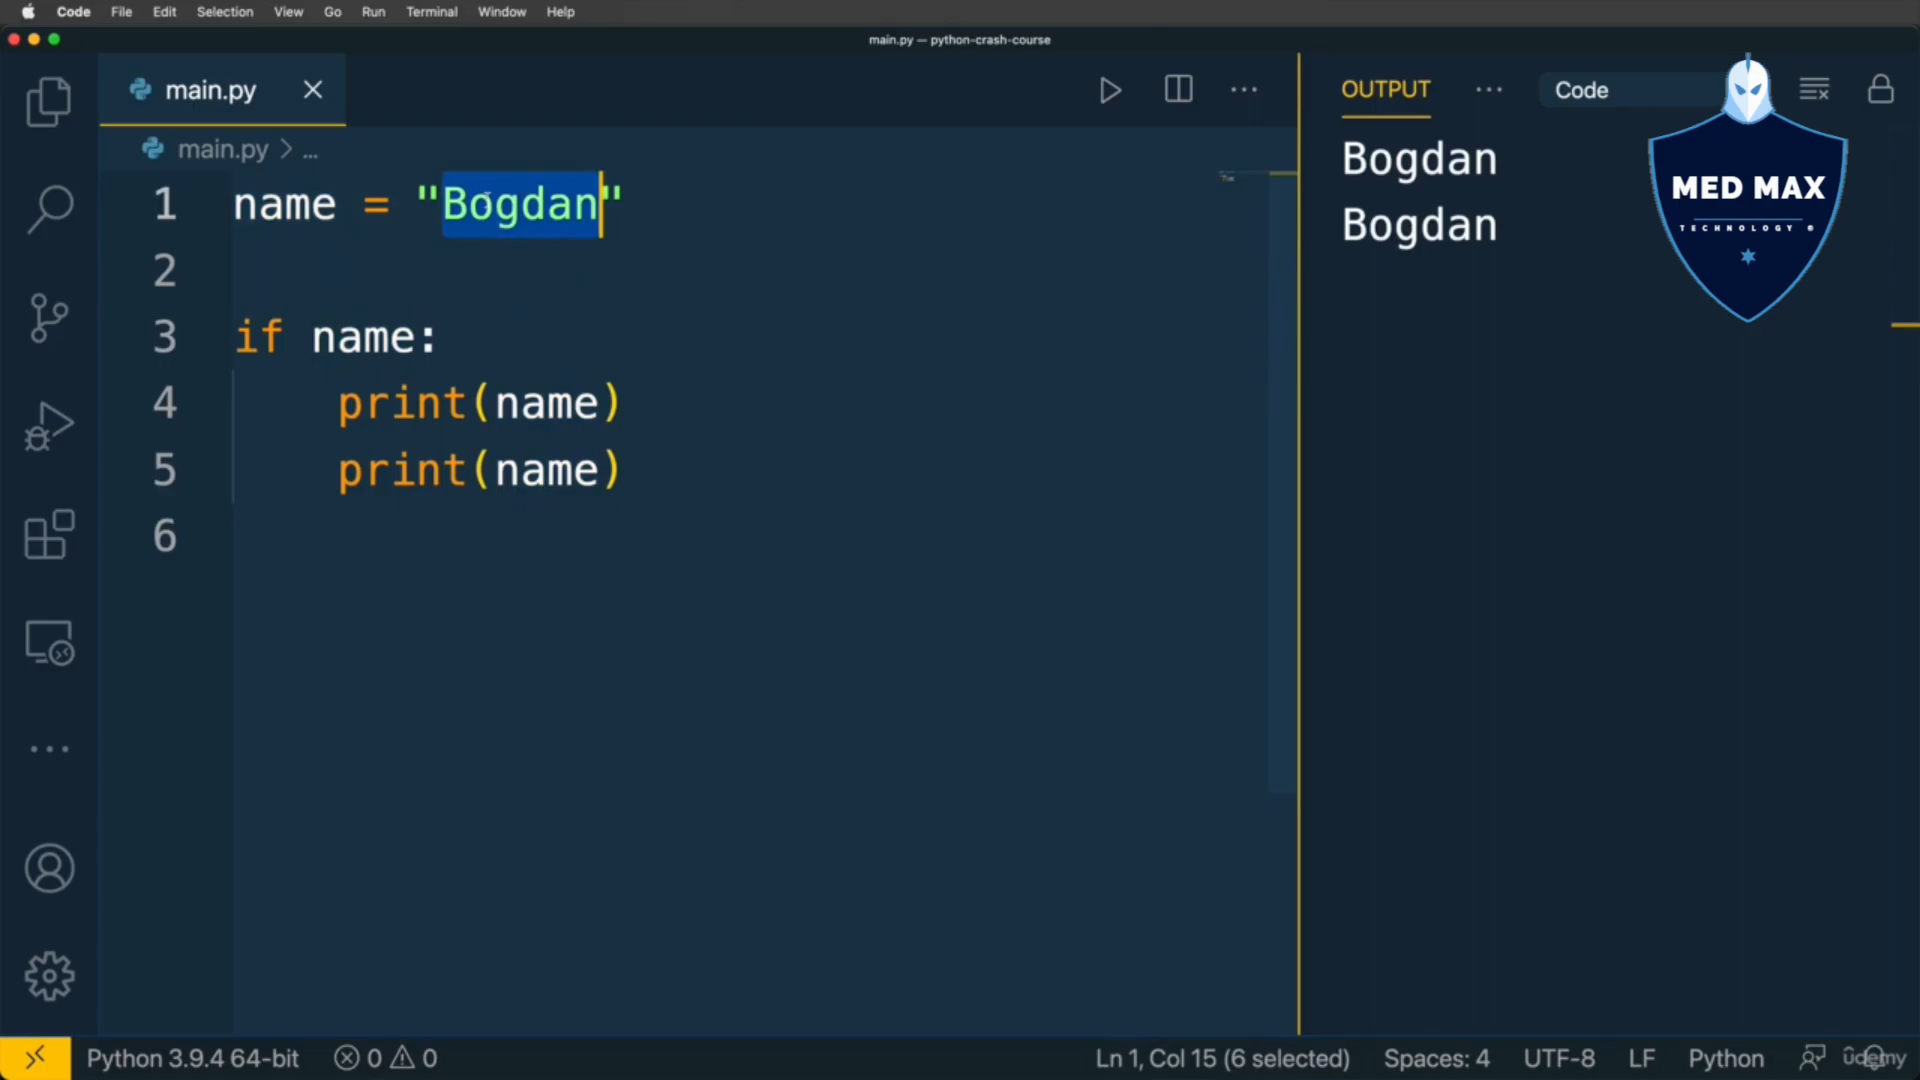 Code File Edit Selection View Go Run Terminal Window Help
main.py — python-crash-course
main.py
main.py > ...
1 name = "Bogdan"
2
3 if name:
4     print(name)
5     print(name)
6
OUTPUT ... Code
Bogdan
Bogdan
MED MAX
TECHNOLOGY ®
Python 3.9.4 64-bit 0 0 Ln 1, Col 15 (6 selected) Spaces: 4 UTF-8 LF Python
ûdemy